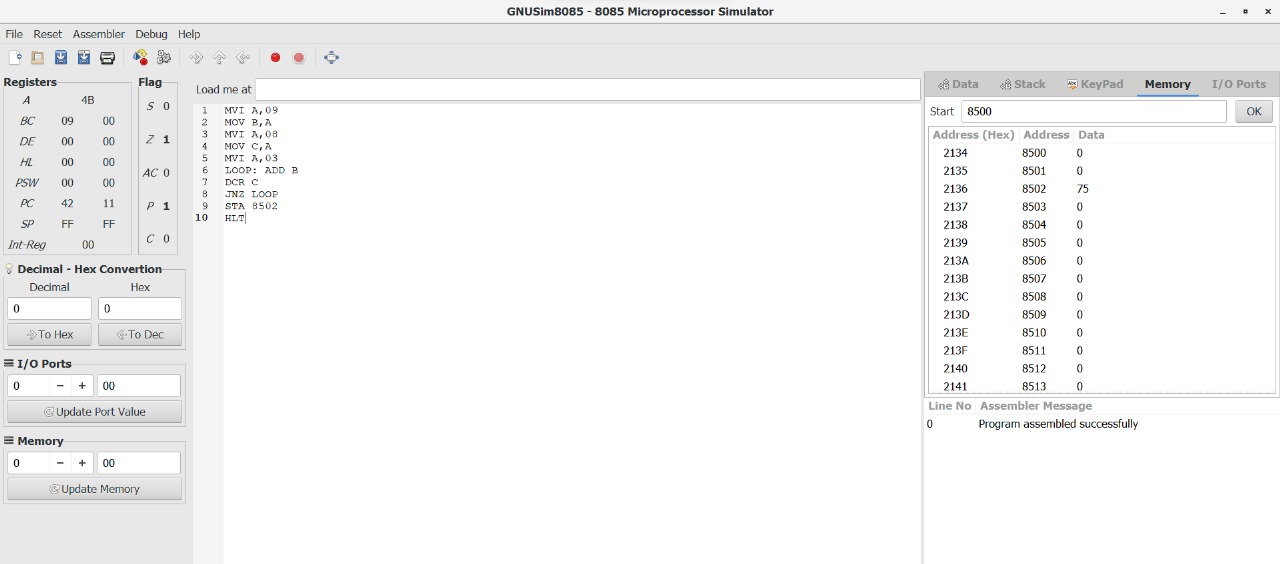 GNUSim8085 - 8085 Microprocessor Simulator
File Reset Assembler Debug Help
Registers
A 4B
BC 09 00
DE 00 00
HL 00 00
PSW 00 00
PC 42 11
SP FF FF
Int-Reg 00
Flag
S 0
Z 1
AC 0
P 1
C 0
Decimal - Hex Convertion
Decimal Hex
0 0
To Hex To Dec
I/O Ports
0 - + 00
Update Port Value
Memory
0 - + 00
Update Memory
Load me at
1 MVI A,09
2 MOV B,A
3 MVI A,08
4 MOV C,A
5 MVI A,03
6 LOOP: ADD B
7 DCR C
8 JNZ LOOP
9 STA 8502
10 HLT
Data Stack KeyPad Memory I/O Ports
Start 8500 OK
Address (Hex) Address Data
2134 8500 0
2135 8501 0
2136 8502 75
2137 8503 0
2138 8504 0
2139 8505 0
213A 8506 0
213B 8507 0
213C 8508 0
213D 8509 0
213E 8510 0
213F 8511 0
2140 8512 0
2141 8513 0
Line No Assembler Message
0 Program assembled successfully